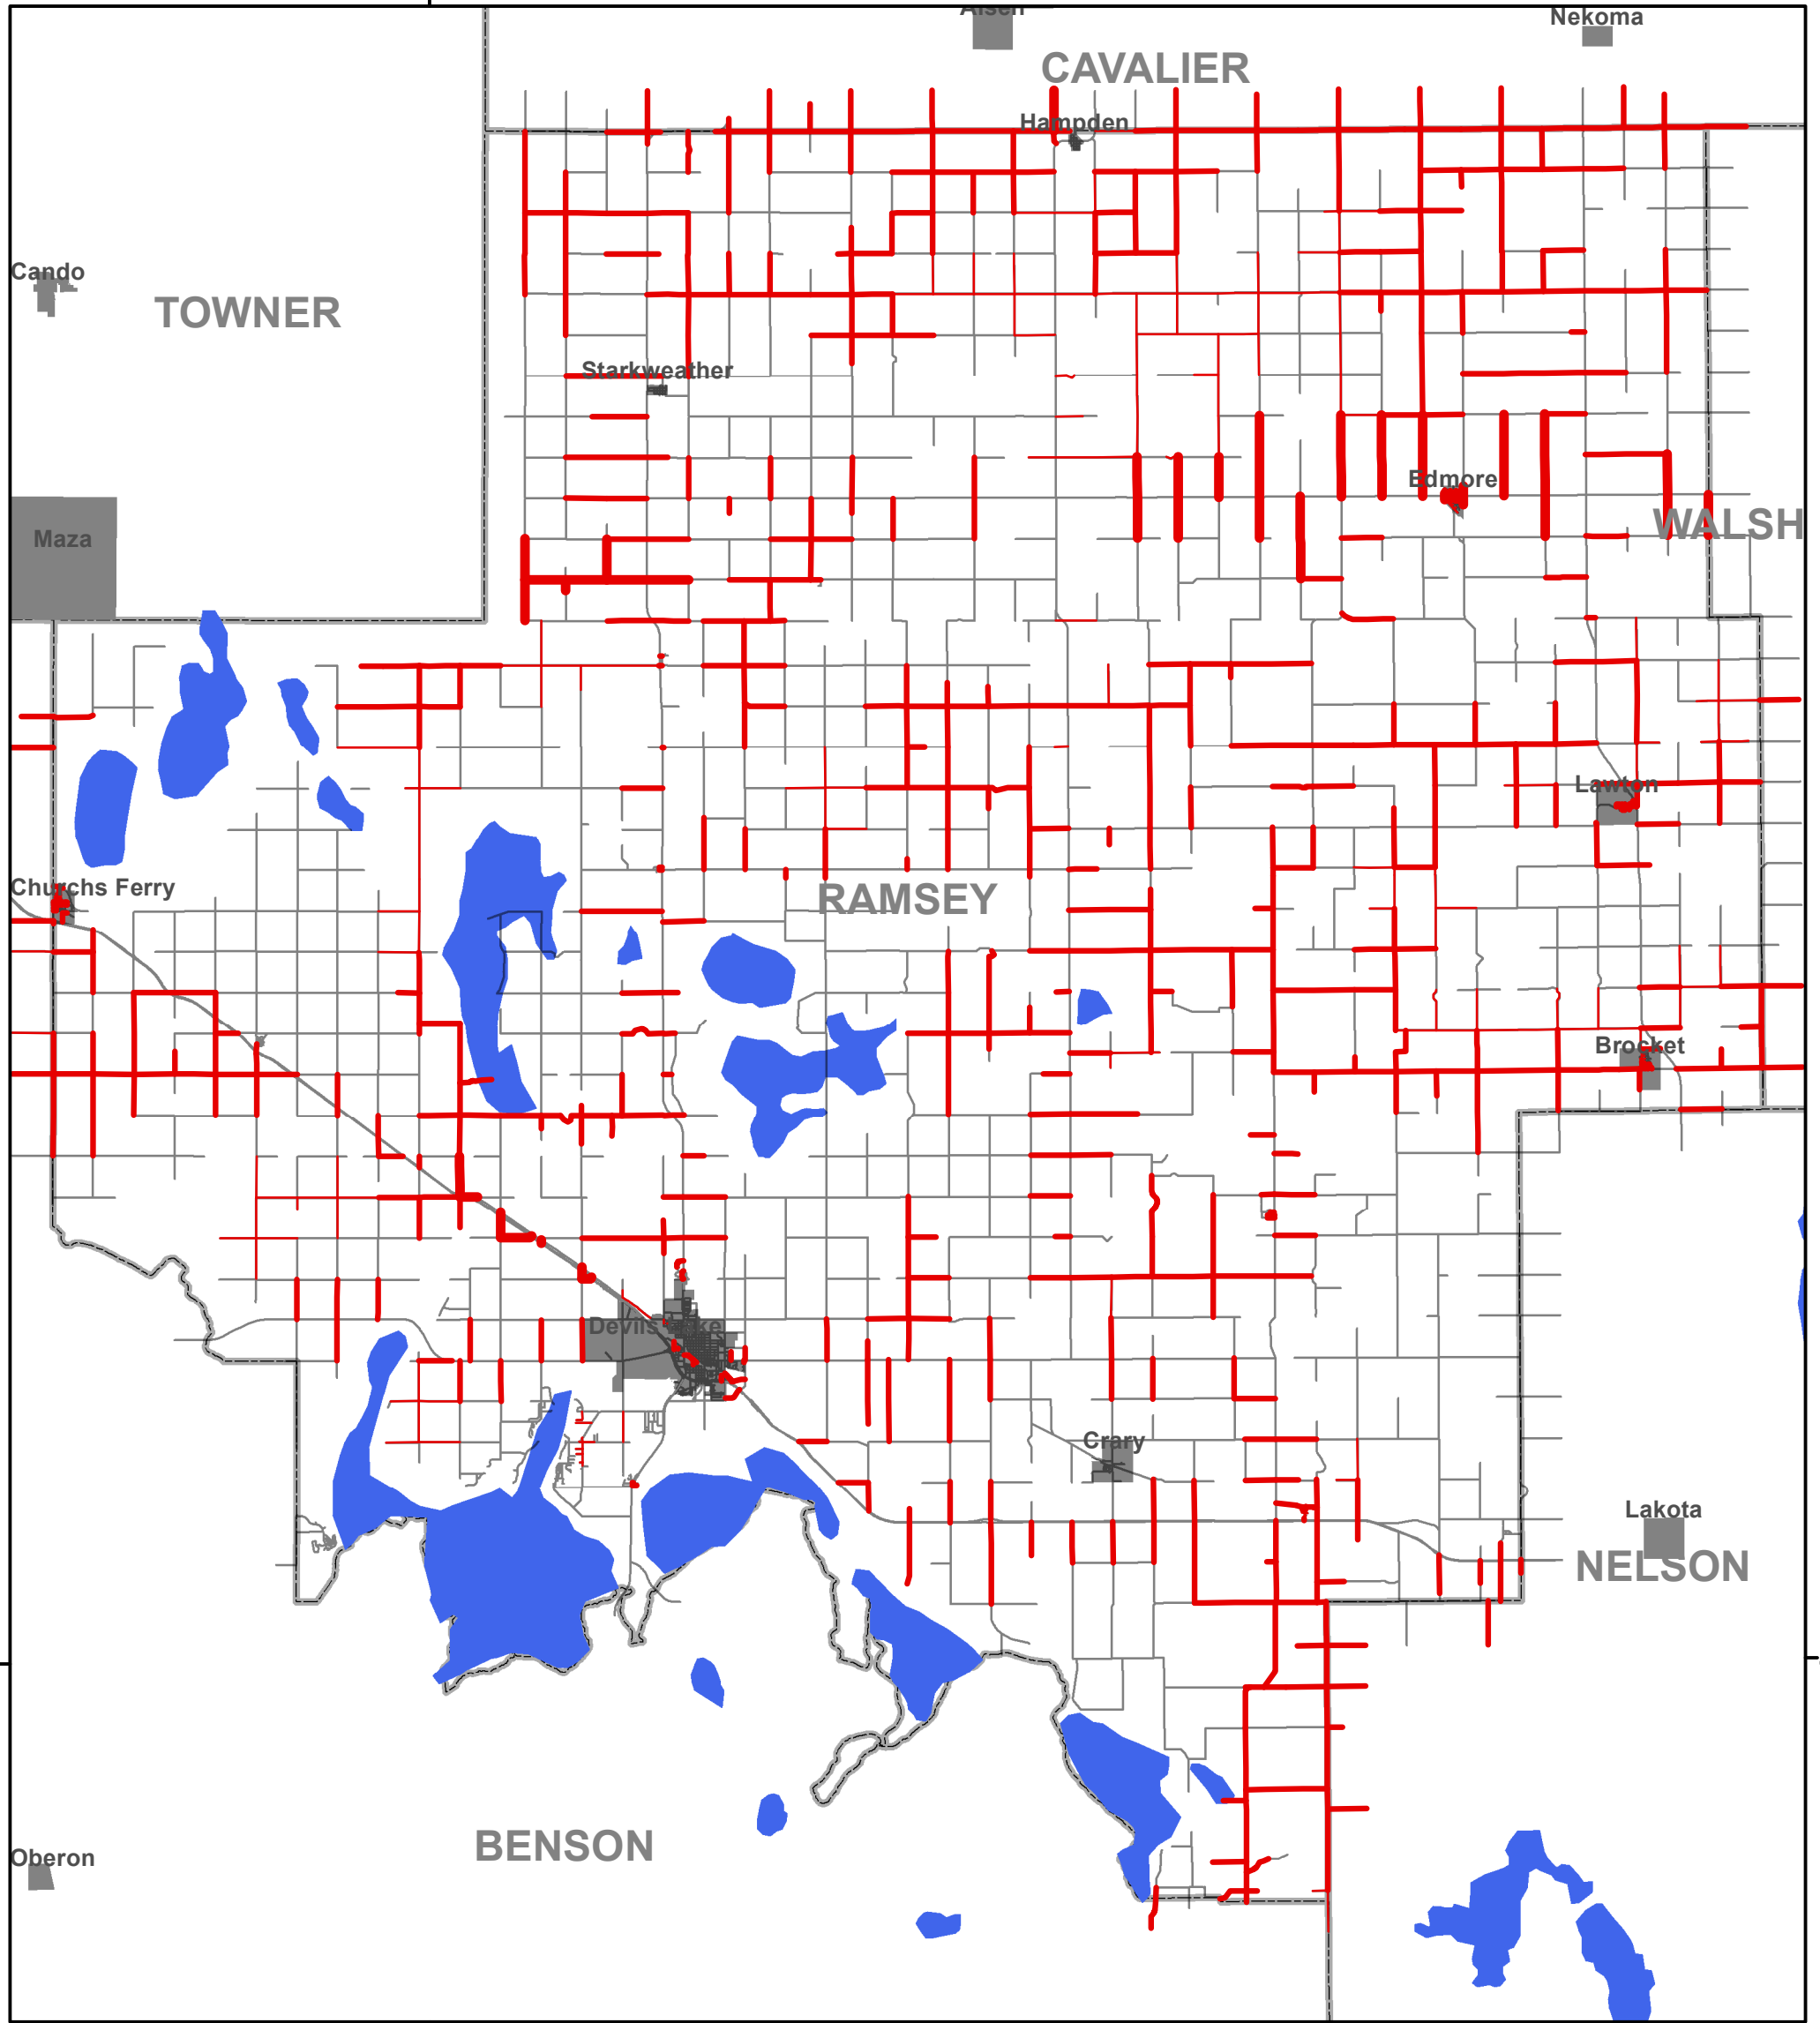 Alsen
Nekoma
CAVALIER
Hampden
Cando
TOWNER
Starkweather
Edmore
WALSH
Maza
Lawton
Churchs Ferry
RAMSEY
Brocket
Devils Lake
Crary
Lakota
NELSON
BENSON
Oberon